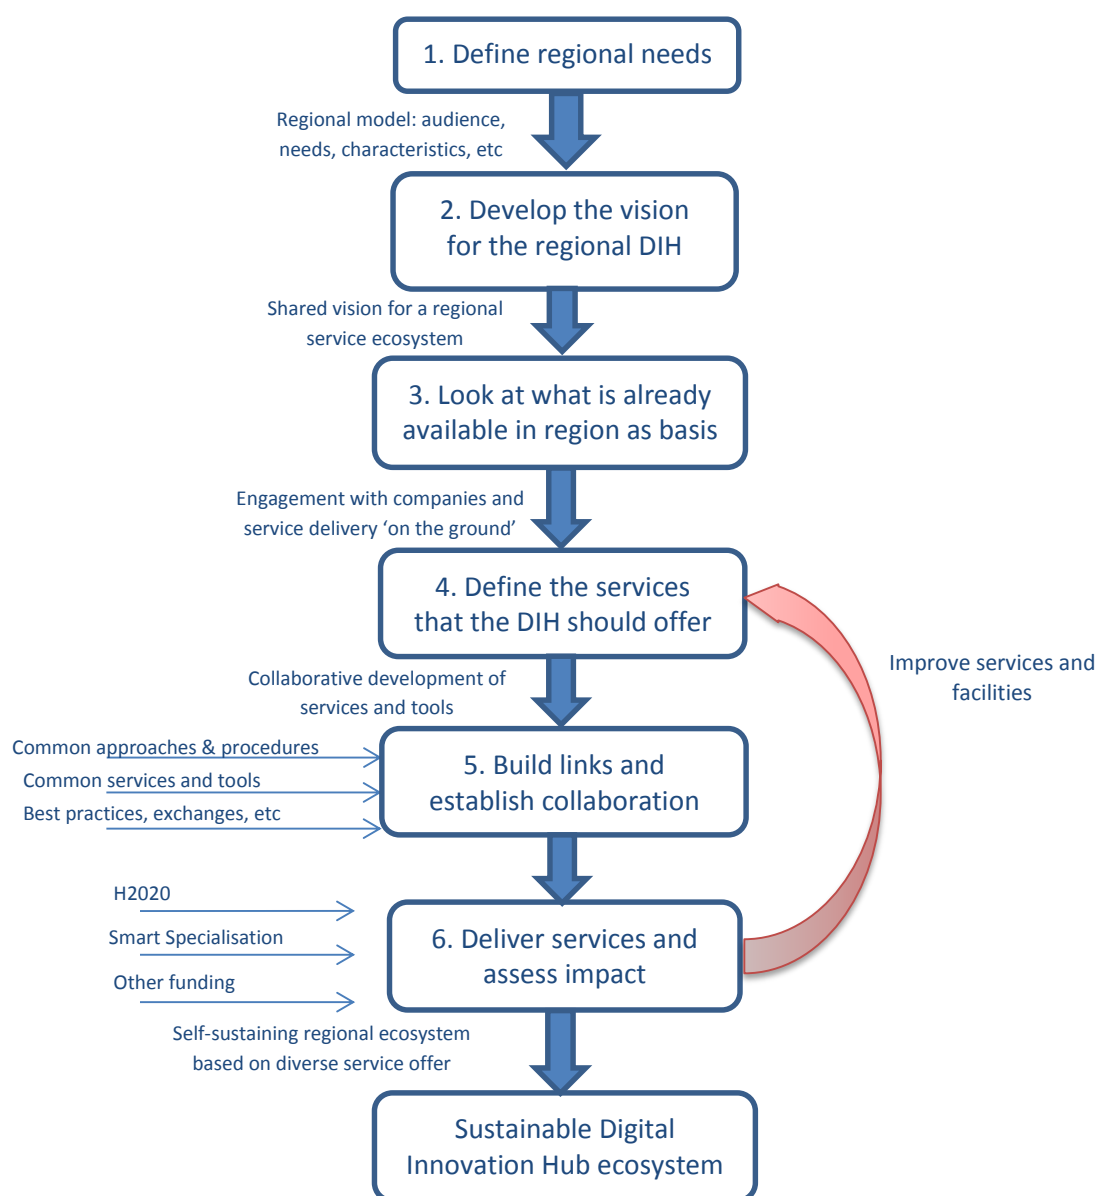 1. Define regional needs
Regional model: audience,
needs, characteristics, etc
2. Develop the vision
for the regional DIH
Shared vision for a regional
service ecosystem
3. Look at what is already
available in region as basis
Engagement with companies and
service delivery ‘on the ground’
4. Define the services
that the DIH should offer
Improve services and
facilities
Collaborative development of
services and tools
Common approaches & procedures
Common services and tools
Best practices, exchanges, etc
5. Build links and
establish collaboration
H2020
Smart Specialisation
Other funding
6. Deliver services and
assess impact
Self-sustaining regional ecosystem
based on diverse service offer
Sustainable Digital
Innovation Hub ecosystem